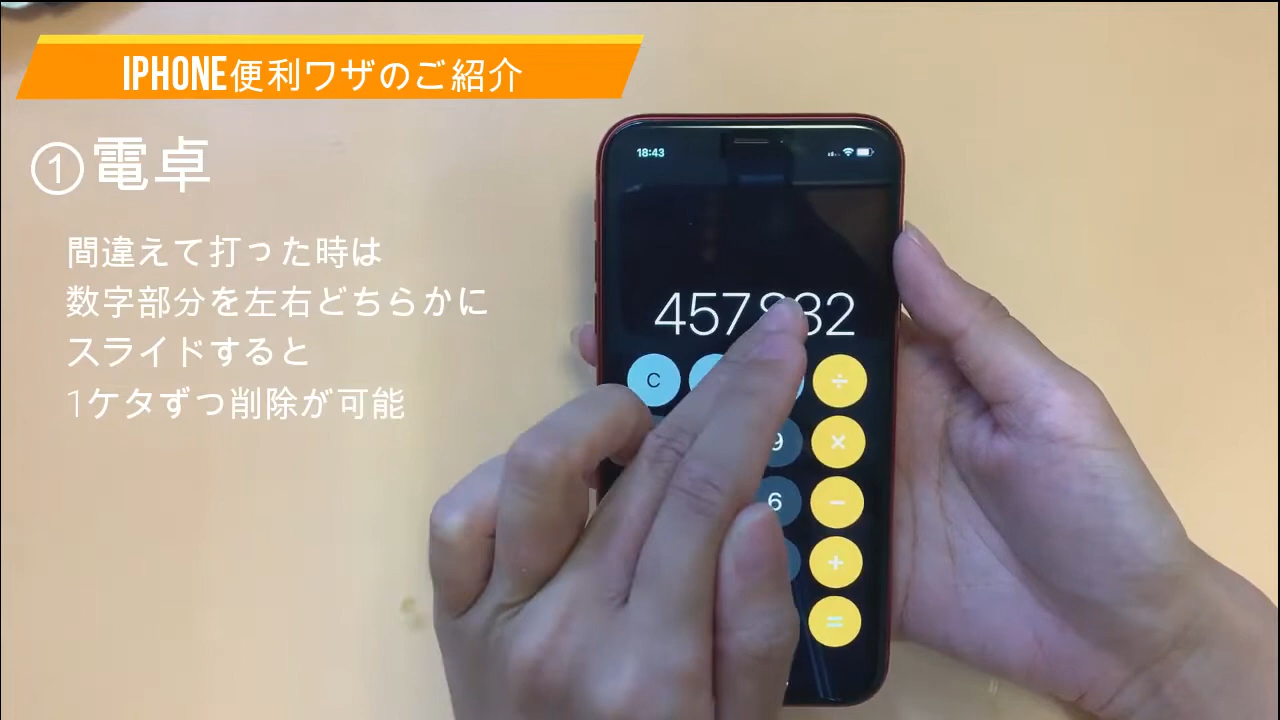 IPHONE便利ワザのご紹介
①電卓
間違えて打った時は
数字部分を左右どちらかに
スライドすると
1ケタずつ削除が可能
18:43
C
÷
9
×
6
−
+
=